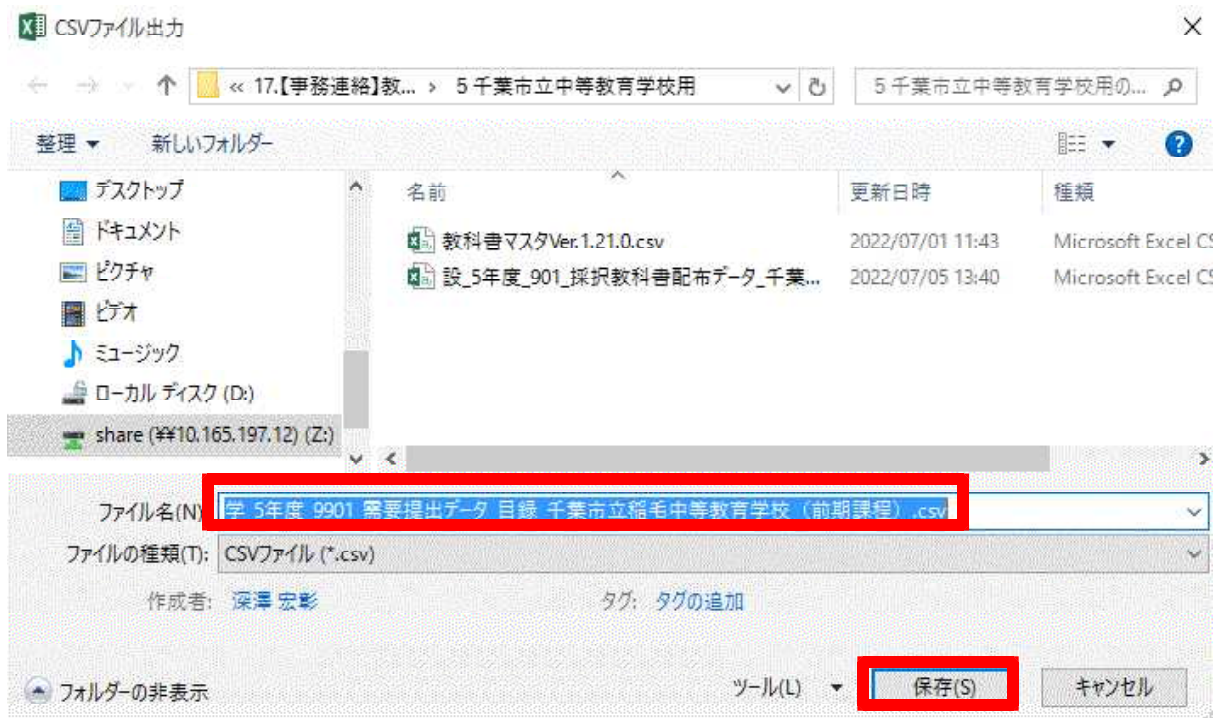 CSVファイル出力
« 17.【事務連絡】教... › 5 千葉市立中等教育学校用
5 千葉市立中等教育学校用の...
整理 新しいフォルダー
名前 更新日時 種類
デスクトップ
ドキュメント
ピクチャ
ビデオ
ミュージック
ローカル ディスク (D:)
share (¥¥10.165.197.12) (Z:)
教科書マスタVer.1.21.0.csv 2022/07/01 11:43 Microsoft Excel CS
設_5年度_901_採択教科書配布データ_千葉... 2022/07/05 13:40 Microsoft Excel CS
ファイル名(N) 学_5年度_9901_需要提出データ_目録_千葉市立稲毛中等教育学校（前期課程）.csv
ファイルの種類(T): CSVファイル (*.csv)
作成者: 深澤 宏彰 タグ: タグの追加
フォルダーの非表示 ツール(L) 保存(S) キャンセル